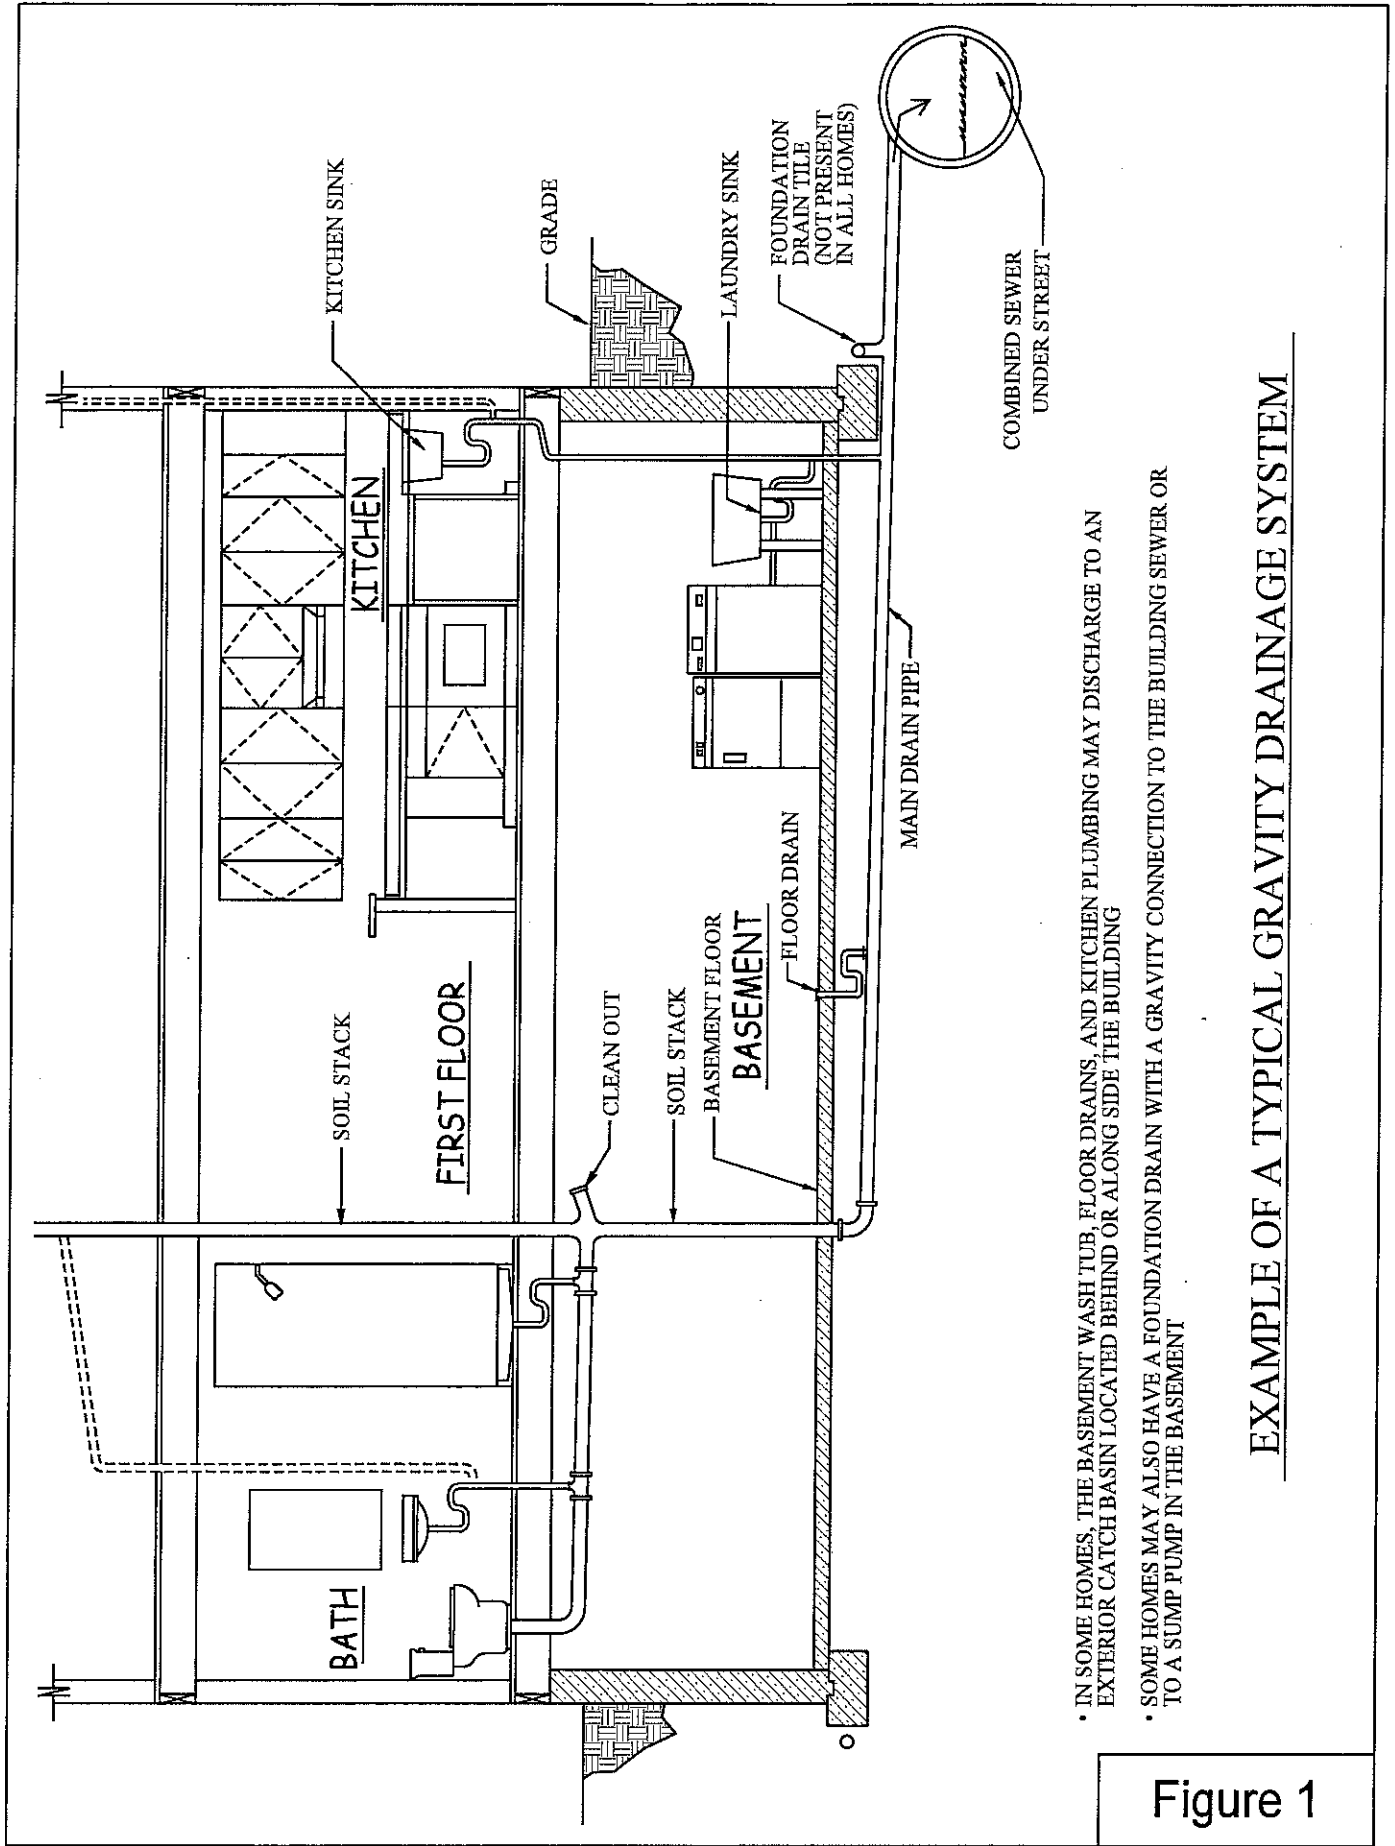 KITCHEN SINK
GRADE
LAUNDRY SINK
FOUNDATION
DRAIN TILE
(NOT PRESENT
IN ALL HOMES)
COMBINED SEWER
UNDER STREET
KITCHEN
SOIL STACK
FIRST FLOOR
CLEAN OUT
SOIL STACK
BASEMENT FLOOR
BASEMENT
FLOOR DRAIN
MAIN DRAIN PIPE
BATH
• IN SOME HOMES, THE BASEMENT WASH TUB, FLOOR DRAINS, AND KITCHEN PLUMBING MAY DISCHARGE TO AN
EXTERIOR CATCH BASIN LOCATED BEHIND OR ALONG SIDE THE BUILDING
• SOME HOMES MAY ALSO HAVE A FOUNDATION DRAIN WITH A GRAVITY CONNECTION TO THE BUILDING SEWER OR
TO A SUMP PUMP IN THE BASEMENT
EXAMPLE OF A TYPICAL GRAVITY DRAINAGE SYSTEM
Figure 1